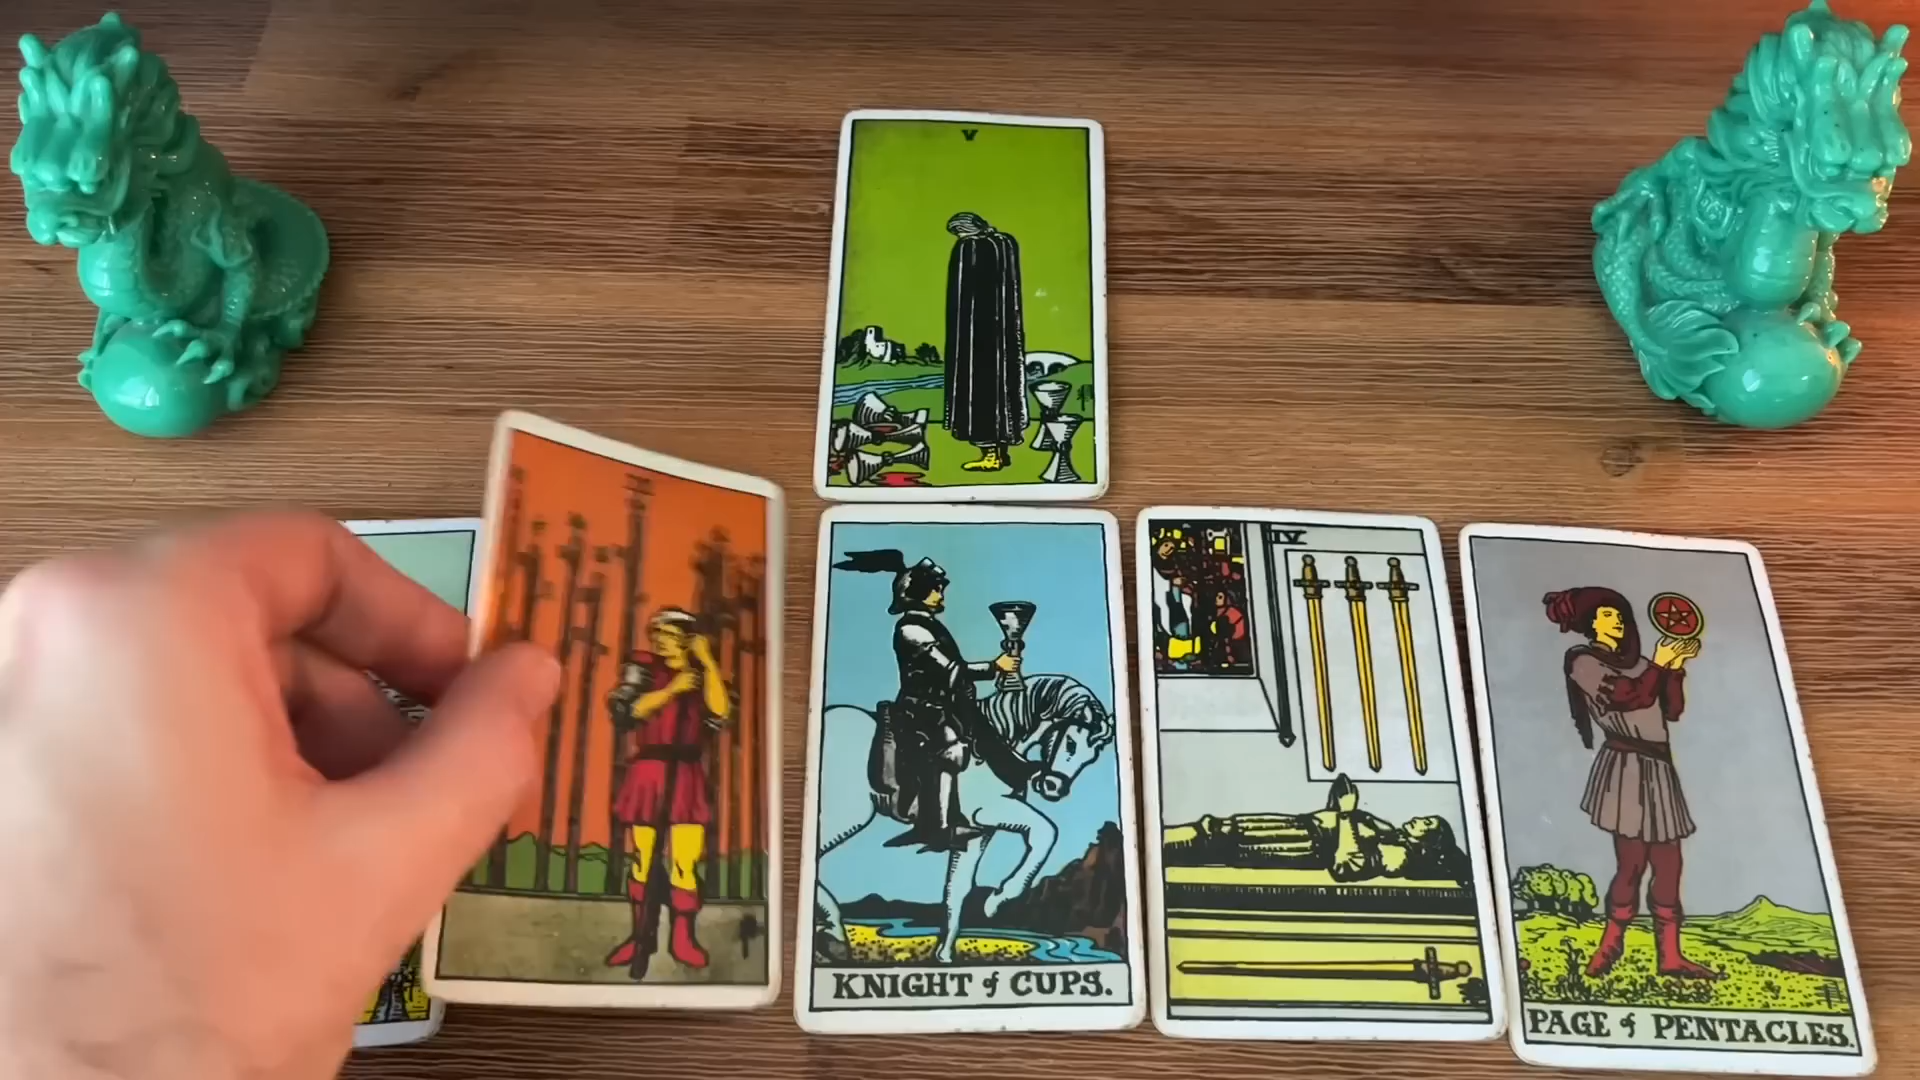 V
IV
KNIGHT of CUPS.
PAGE of PENTACLES.